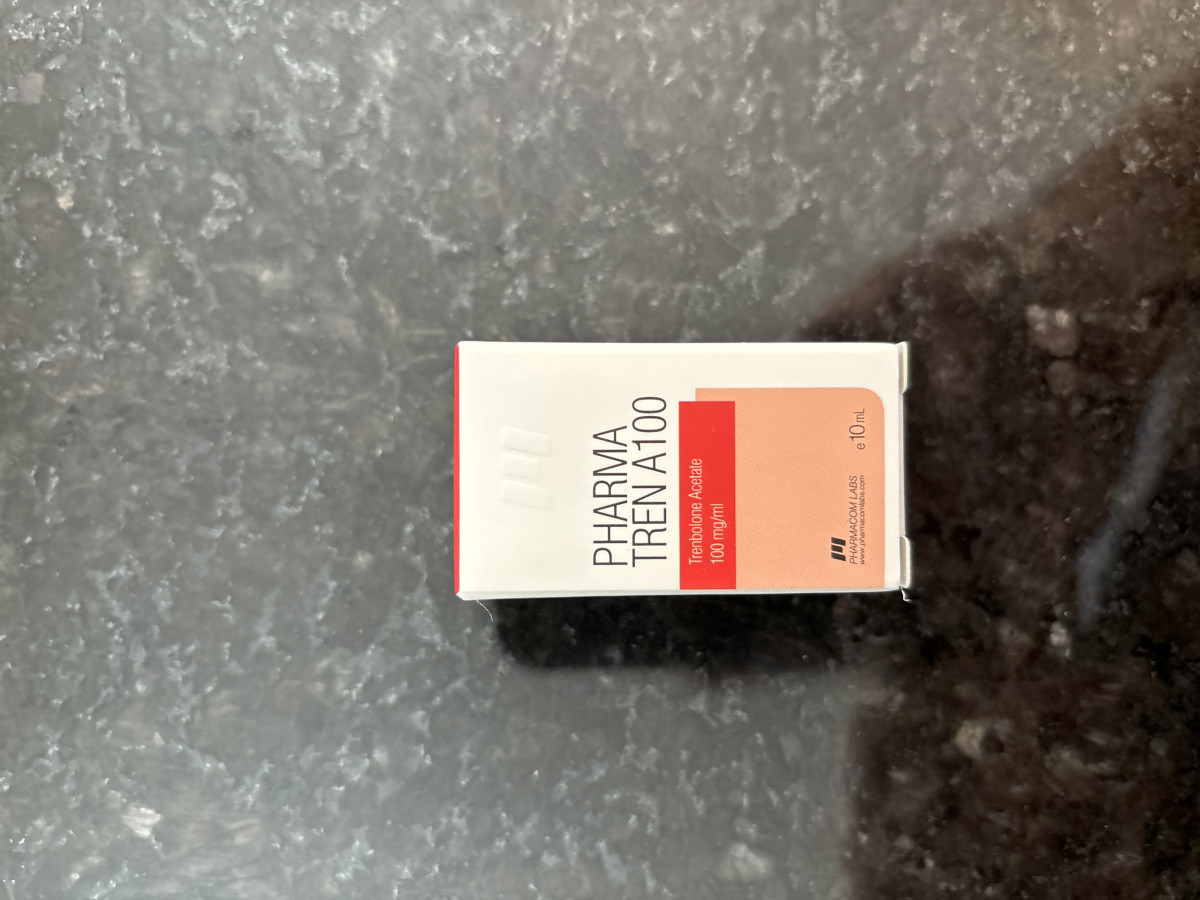 PHARMA
TREN A100
Trenbolone Acetate
100 mg/ml
PHARMACOM LABS
www.pharmacomlabs.com
e 10 mL